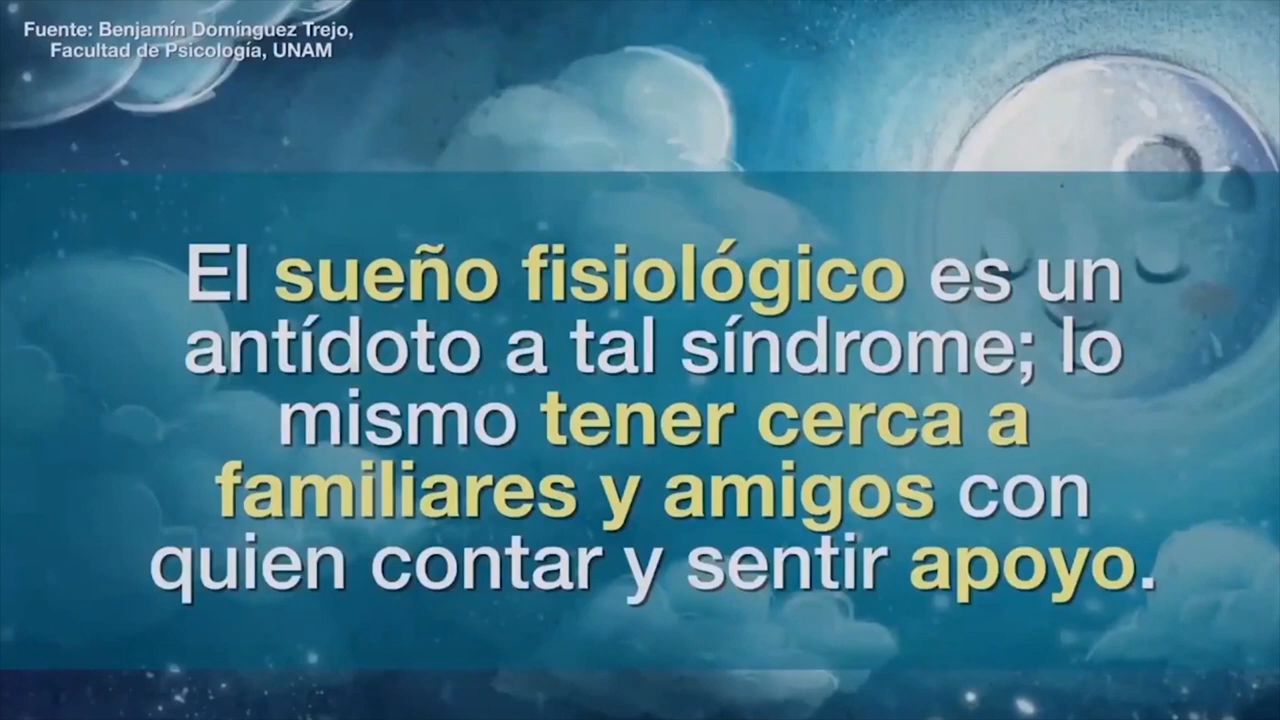 Fuente: Benjamín Domínguez Trejo,
Facultad de Psicología, UNAM
El sueño fisiológico es un
antídoto a tal síndrome; lo
mismo tener cerca a
familiares y amigos con
quien contar y sentir apoyo.